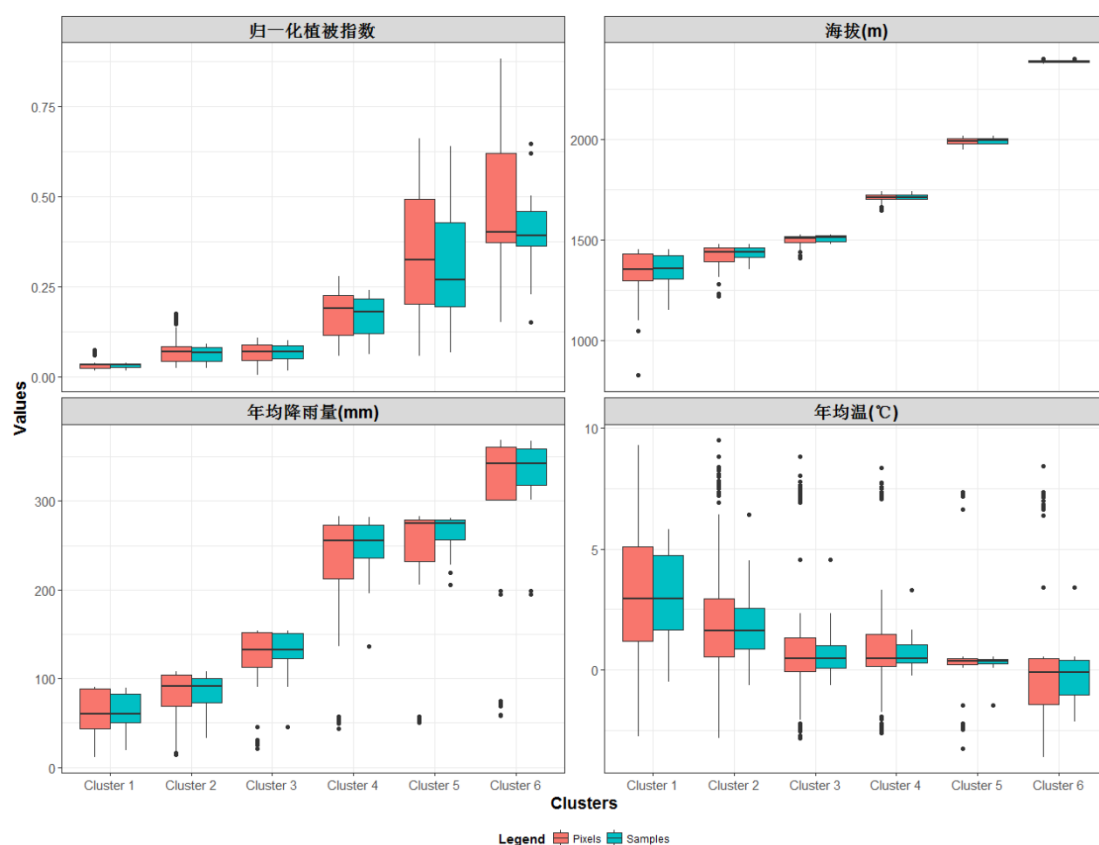 归一化植被指数
海拔(m)
0.75
0.50
0.25
0.00
2000
1500
1000
Values
年均降雨量(mm)
年均温(℃)
300
200
100
0
10
5
0
Cluster 1 Cluster 2 Cluster 3 Cluster 4 Cluster 5 Cluster 6
Cluster 1 Cluster 2 Cluster 3 Cluster 4 Cluster 5 Cluster 6
Clusters
Legend Pixels Samples